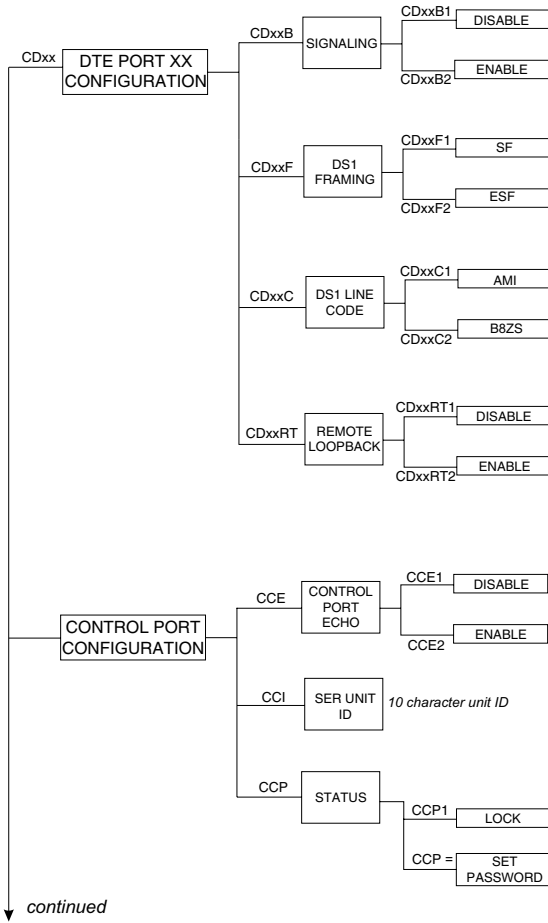 CDxx
DTE PORT XX
CONFIGURATION
CDxxB
SIGNALING
CDxxB1
DISABLE
CDxxB2
ENABLE
CDxxF
DS1
FRAMING
CDxxF1
SF
CDxxF2
ESF
CDxxC
DS1 LINE
CODE
CDxxC1
AMI
CDxxC2
B8ZS
CDxxRT
REMOTE
LOOPBACK
CDxxRT1
DISABLE
CDxxRT2
ENABLE
CONTROL PORT
CONFIGURATION
CCE
CONTROL
PORT
ECHO
CCE1
DISABLE
CCE2
ENABLE
CCI
SER UNIT
ID
10 character unit ID
CCP
STATUS
CCP1
LOCK
CCP =
SET
PASSWORD
continued